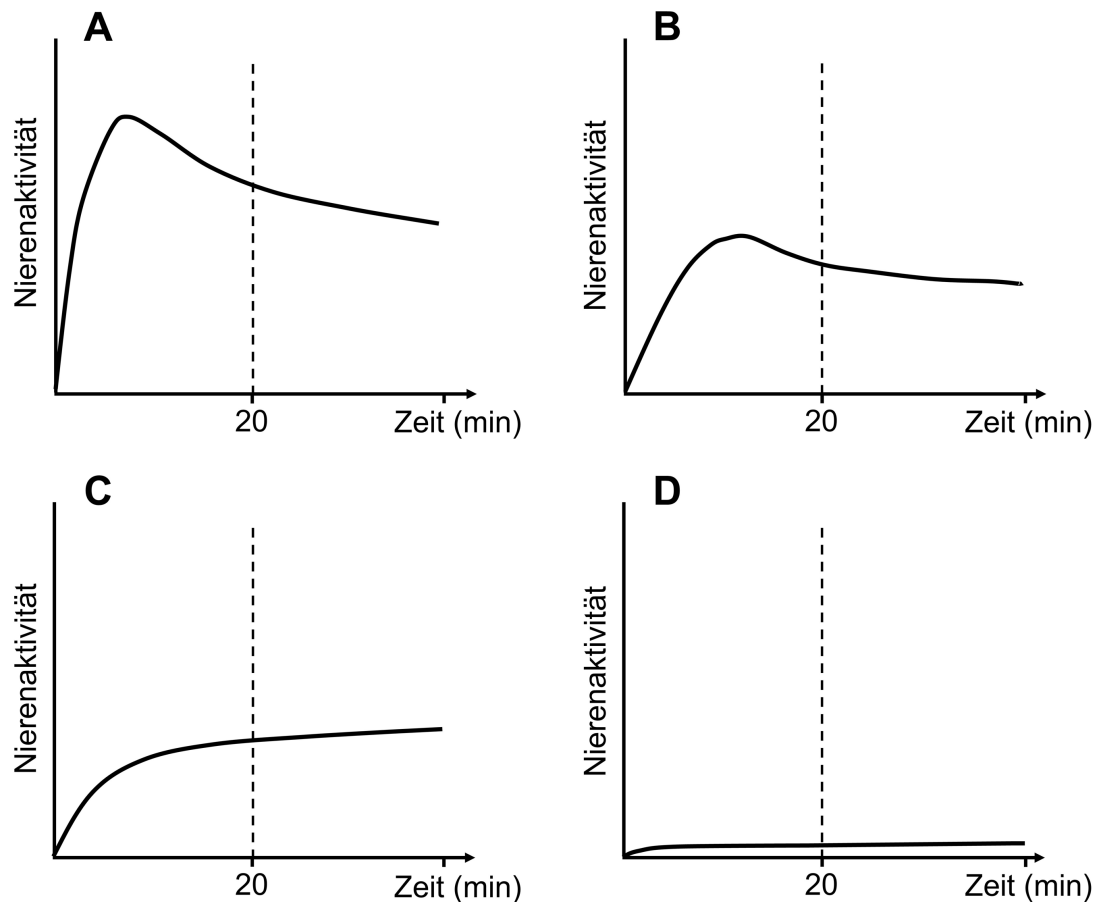 A
Nierenaktivität
20
Zeit (min)
B
Nierenaktivität
20
Zeit (min)
C
Nierenaktivität
20
Zeit (min)
D
Nierenaktivität
20
Zeit (min)